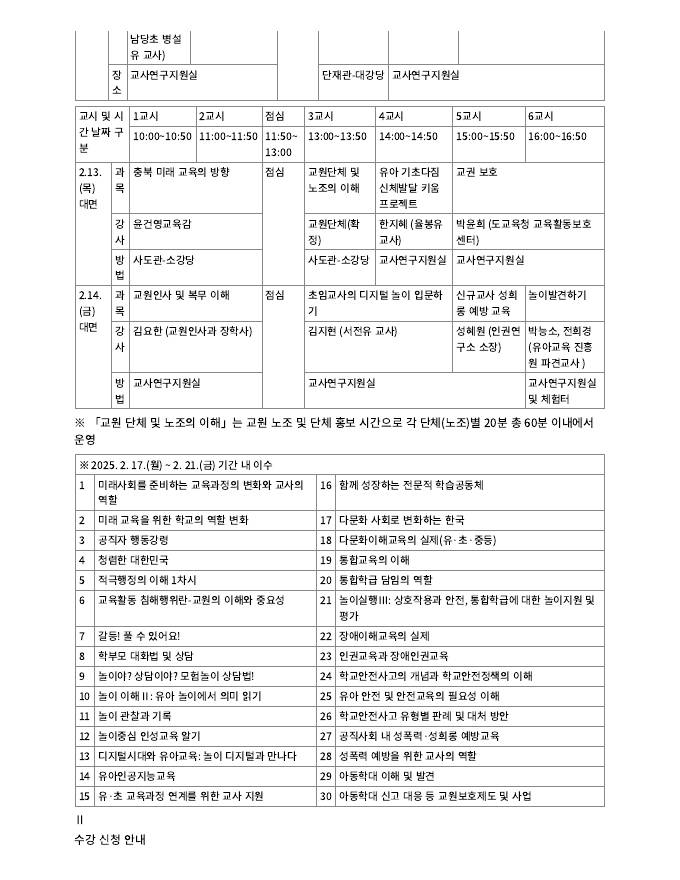 남당초 병설
유 교사)
장
소
교사연구지원실
단재관-대강당
교사연구지원실
교시 및 시
간 날짜 구
분
1교시
2교시
점심
3교시
4교시
5교시
6교시
10:00~10:50
11:00~11:50
11:50~
13:00
13:00~13:50
14:00~14:50
15:00~15:50
16:00~16:50
2.13.
(목)
대면
과
목
충북 미래 교육의 방향
점심
교원단체 및
노조의 이해
유아 기초다짐
신체발달 키움
프로젝트
교권 보호
강
사
윤건영교육감
교원단체(확
정)
한지혜 (율봉유
교사)
박윤희 (도교육청 교육활동보호
센터)
방
법
사도관-소강당
사도관-소강당
교사연구지원실
교사연구지원실
2.14.
(금)
대면
과
목
교원인사 및 복무 이해
점심
초임교사의 디지털 놀이 입문하
기
신규교사 성희
롱 예방 교육
놀이발견하기
강
사
김요한 (교원인사과 장학사)
김지현 (서전유 교사)
성혜원 (인권연
구소 소장)
박능소, 전희경
(유아교육 진흥
원 파견교사 )
방
법
교사연구지원실
교사연구지원실
교사연구지원실
및 체험터
※ 「교원 단체 및 노조의 이해」는 교원 노조 및 단체 홍보 시간으로 각 단체(노조)별 20분 총 60분 이내에서
운영
※ 2025. 2. 17.(월) ~ 2. 21.(금) 기간 내 이수
1 미래사회를 준비하는 교육과정의 변화와 교사의
역할
16 함께 성장하는 전문적 학습공동체
2 미래 교육을 위한 학교의 역할 변화
17 다문화 사회로 변화하는 한국
3 공직자 행동강령
18 다문화이해교육의 실제(유·초·중등)
4 청렴한 대한민국
19 통합교육의 이해
5 적극행정의 이해 1차시
20 통합학급 담임의 역할
6 교육활동 침해행위란-교원의 이해와 중요성
21 놀이실행Ⅲ: 상호작용과 안전, 통합학급에 대한 놀이지원 및
평가
7 갈등! 풀 수 있어요!
22 장애이해교육의 실제
8 학부모 대화법 및 상담
23 인권교육과 장애인권교육
9 놀이야? 상담이야? 모험놀이 상담법!
24 학교안전사고의 개념과 학교안전정책의 이해
10 놀이 이해Ⅱ: 유아 놀이에서 의미 읽기
25 유아 안전 및 안전교육의 필요성 이해
11 놀이 관찰과 기록
26 학교안전사고 유형별 판례 및 대처 방안
12 놀이중심 인성교육 알기
27 공직사회 내 성폭력·성희롱 예방교육
13 디지털시대와 유아교육: 놀이 디지털과 만나다
28 성폭력 예방을 위한 교사의 역할
14 유아인공지능교육
29 아동학대 이해 및 발견
15 유·초 교육과정 연계를 위한 교사 지원
30 아동학대 신고 대응 등 교원보호제도 및 사업
Ⅱ
수강 신청 안내